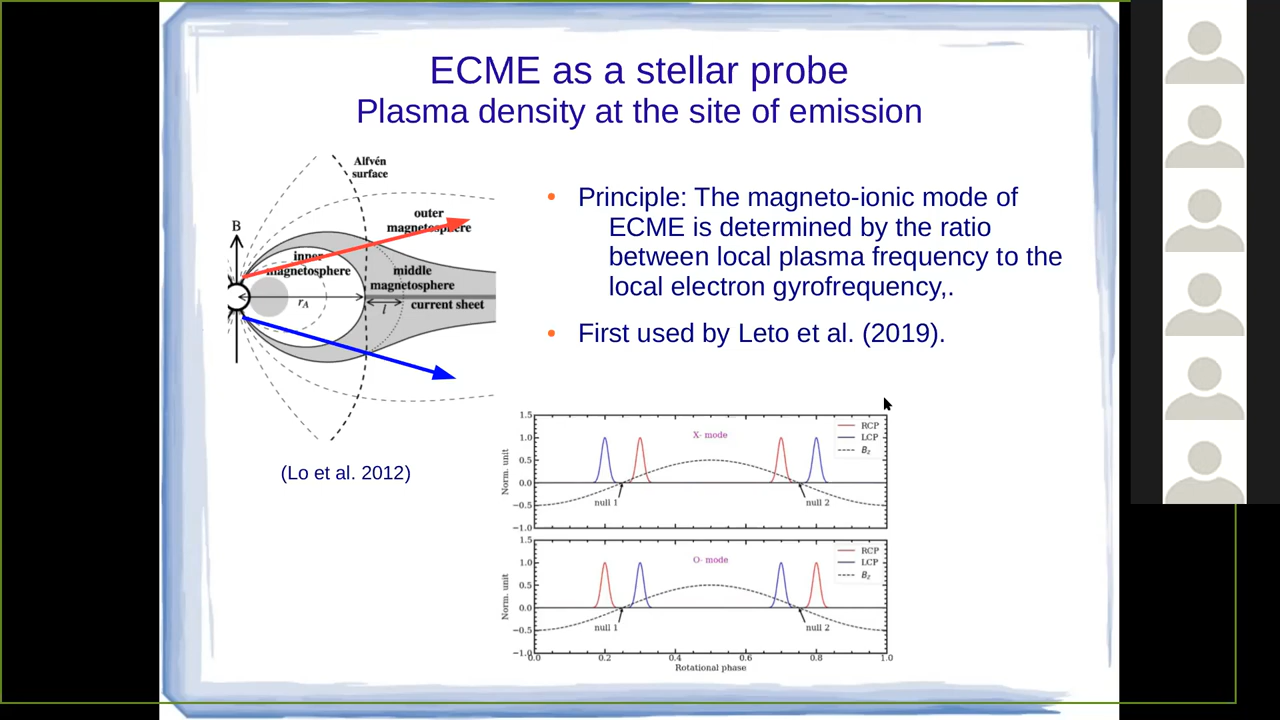 ECME as a stellar probe
Plasma density at the site of emission
Alfvén
surface
outer
magnetosphere
B
inner
magnetosphere
middle
magnetosphere
r_A
l
current sheet
(Lo et al. 2012)
• Principle: The magneto-ionic mode of
ECME is determined by the ratio
between local plasma frequency to the
local electron gyrofrequency,.
• First used by Leto et al. (2019).
1.5
1.0
0.5
0.0
−0.5
−1.0
Norm. unit
X- mode
RCP
LCP
B_z
null 1
null 2
1.5
1.0
0.5
0.0
−0.5
−1.0
Norm. unit
O- mode
RCP
LCP
B_z
null 1
null 2
0.0 0.2 0.4 0.6 0.8 1.0
Rotational phase